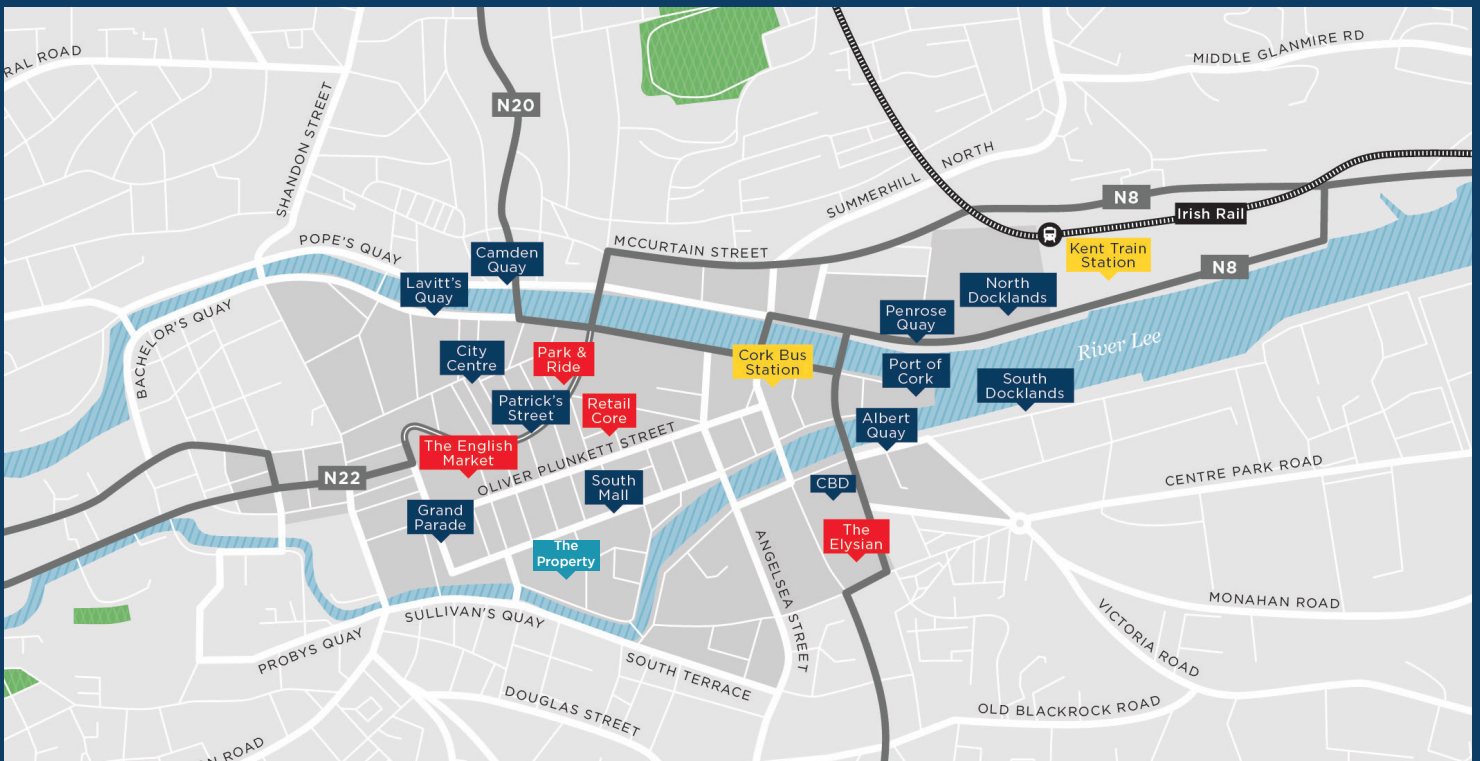 RAL ROAD
MIDDLE GLANMIRE RD
N20
SHANDON STREET
SUMMERHILL NORTH
N8
Irish Rail
POPE'S QUAY
MCCURTAIN STREET
Camden
Quay
Kent Train
Station
N8
Lavitt's
Quay
North
Docklands
BACHELOR'S QUAY
Penrose
Quay
River Lee
City
Centre
Park &
Ride
Cork Bus
Station
Port of
Cork
South
Docklands
Patrick's
Street
Retail
Core
Albert
Quay
The English
Market
OLIVER PLUNKETT STREET
N22
CENTRE PARK ROAD
South
Mall
CBD
Grand
Parade
The
Elysian
The
Property
ANGELSEA STREET
SULLIVAN'S QUAY
MONAHAN ROAD
PROBYS QUAY
VICTORIA ROAD
SOUTH TERRACE
DOUGLAS STREET
OLD BLACKROCK ROAD
N ROAD